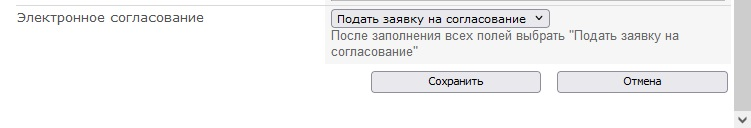 Электронное согласование
Подать заявку на согласование
После заполнения всех полей выбрать "Подать заявку на
согласование"
Сохранить
Отмена